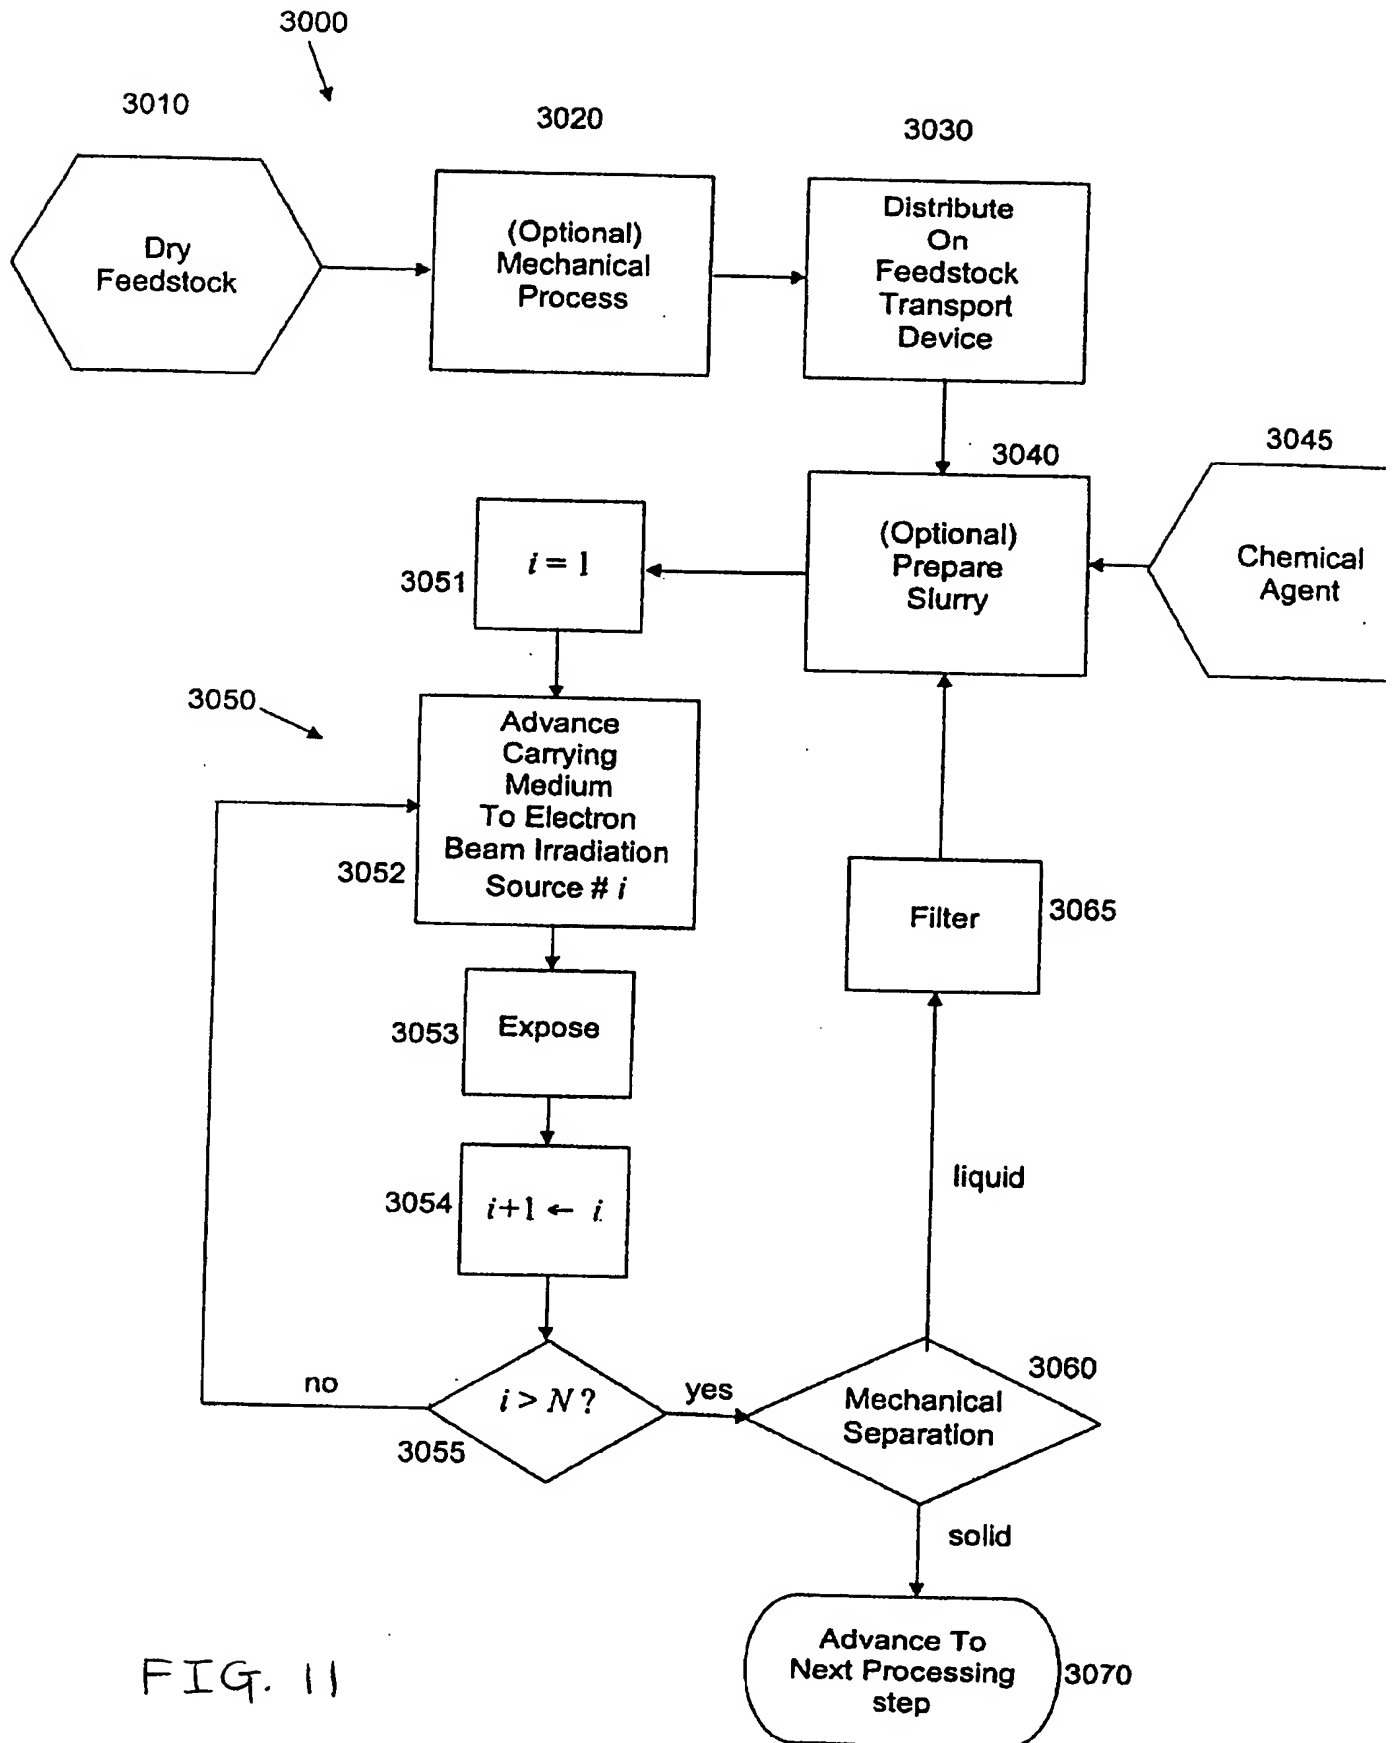 3000
3010
3020
3030
Dry
Feedstock
(Optional)
Mechanical
Process
Distribute
On
Feedstock
Transport
Device
3040
3045
(Optional)
Prepare
Slurry
Chemical
Agent
3051
i = 1
3050
Advance
Carrying
Medium
To Electron
Beam Irradiation
Source # i
3052
Filter
3065
3053
Expose
3054
i+1 ← i
liquid
no
i > N ?
yes
3055
3060
Mechanical
Separation
solid
Advance To
Next Processing
step
3070
FIG. 11